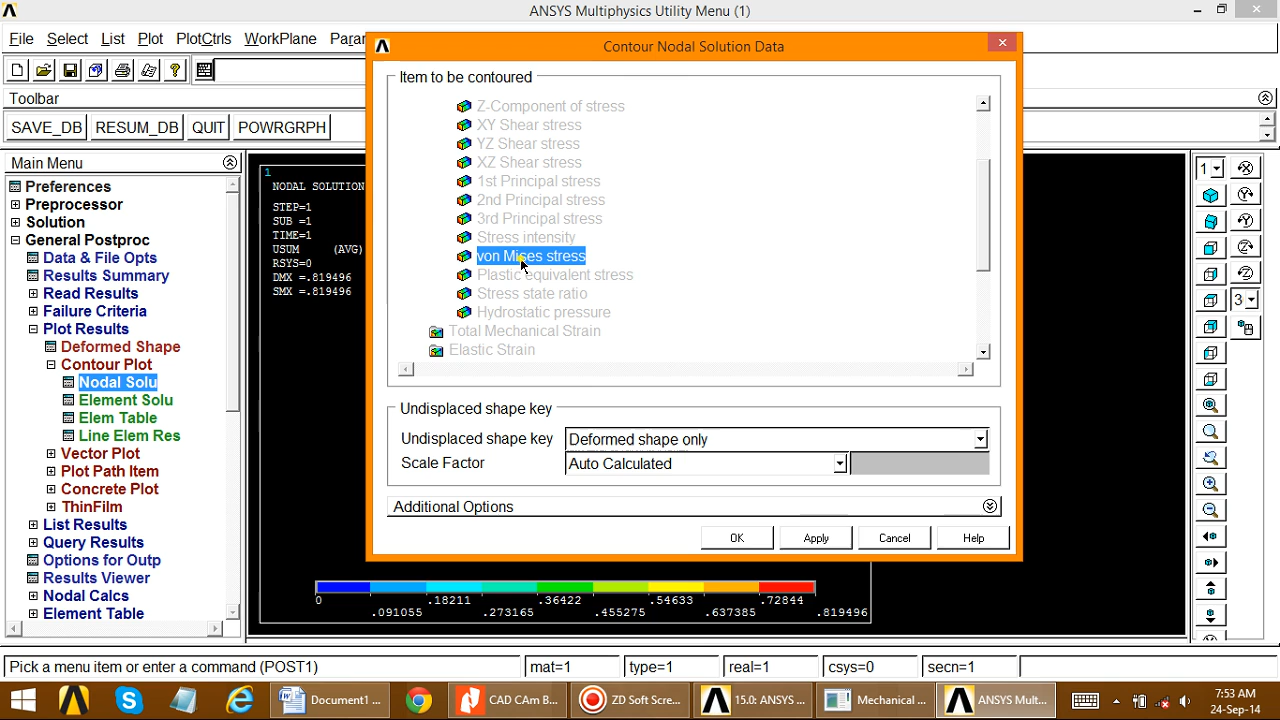 ANSYS Multiphysics Utility Menu (1)
File Select List Plot PlotCtrls WorkPlane
Contour Nodal Solution Data
Toolbar
SAVE_DB RESUM_DB QUIT POWRGRPH
Main Menu
Preferences
Preprocessor
Solution
General Postproc
Data & File Opts
Results Summary
Read Results
Failure Criteria
Plot Results
Deformed Shape
Contour Plot
Nodal Solu
Element Solu
Elem Table
Line Elem Res
Vector Plot
Plot Path Item
Concrete Plot
ThinFilm
List Results
Query Results
Options for Outp
Results Viewer
Nodal Calcs
Element Table
1
NODAL SOLUTION
STEP=1
SUB =1
TIME=1
USUM (AVG)
RSYS=0
DMX =.819496
SMX =.819496
Item to be contoured
Z-Component of stress
XY Shear stress
YZ Shear stress
XZ Shear stress
1st Principal stress
2nd Principal stress
3rd Principal stress
Stress intensity
von Mises stress
Plastic equivalent stress
Stress state ratio
Hydrostatic pressure
Total Mechanical Strain
Elastic Strain
Undisplaced shape key
Undisplaced shape key Deformed shape only
Scale Factor Auto Calculated
Additional Options
OK Apply Cancel Help
0 .18211 .36422 .54633 .72844
.091055 .273165 .455275 .637385 .819496
1
3
Pick a menu item or enter a command (POST1) mat=1 type=1 real=1 csys=0 secn=1
Document1 ... CAD CAm B... ZD Soft Scre... 15.0: ANSYS ... Mechanical ... ANSYS Mult...
7:53 AM
24-Sep-14